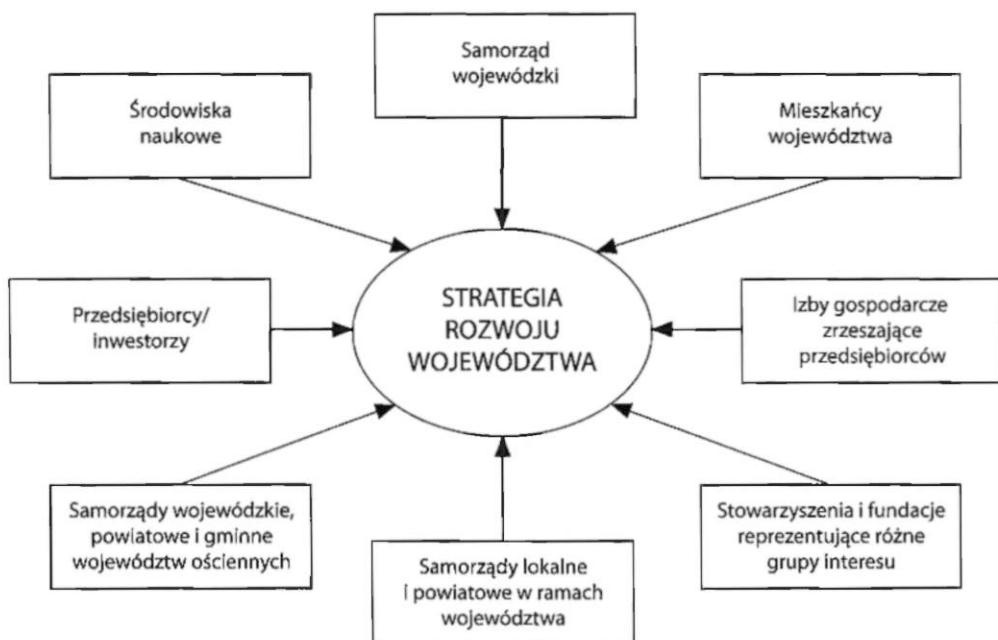 Samorząd
wojewódzki
Środowiska
naukowe
Mieszkańcy
województwa
Przedsiębiorcy/
inwestorzy
STRATEGIA
ROZWOJU
WOJEWÓDZTWA
Izby gospodarcze
zrzeszające
przedsiębiorców
Samorządy wojewódzkie,
powiatowe i gminne
województw ościennych
Samorządy lokalne
i powiatowe w ramach
województwa
Stowarzyszenia i fundacje
reprezentujące różne
grupy interesu